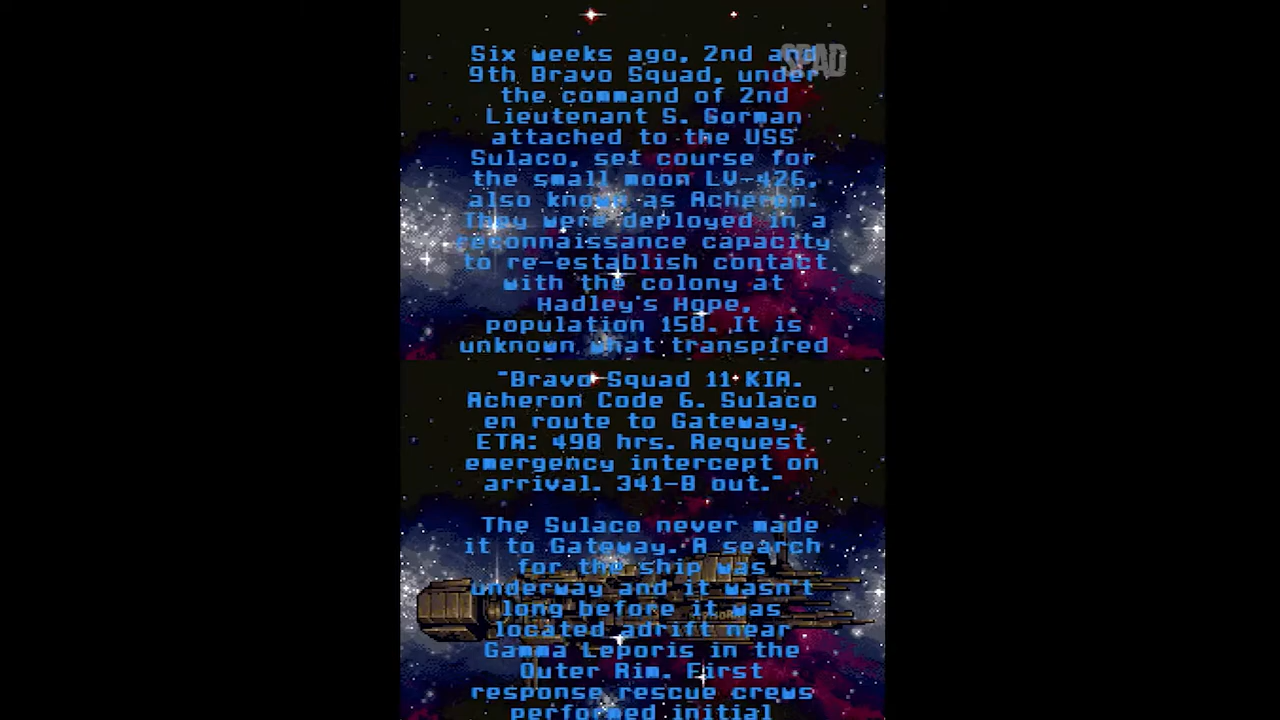 Six weeks ago, 2nd and
SPAD
9th Bravo Squad, under
the command of 2nd
Lieutenant S. Gorman
attached to the USS
Sulaco, set course for
the small moon LV-426,
also known as Acheron.
They were deployed in a
reconnaissance capacity
to re-establish contact
with the colony at
Hadley's Hope,
population 158. It is
unknown what transpired
"Bravo Squad 11 KIA.
Acheron Code 6. Sulaco
en route to Gateway.
ETA: 498 hrs. Request
emergency intercept on
arrival. 341-B out."
The Sulaco never made
it to Gateway. A search
for the ship was
underway and it wasn't
long before it was
located adrift near
Gamma Leporis in the
Outer Rim. First
response rescue crews
performed initial